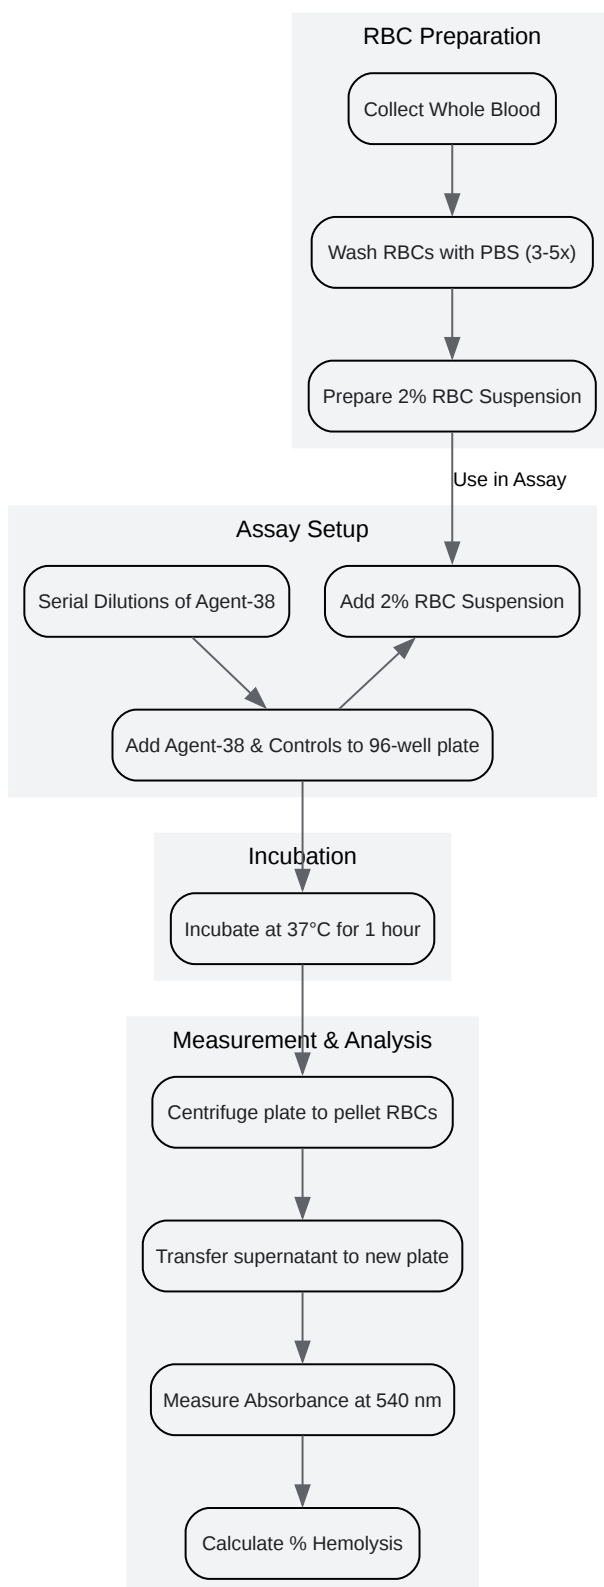 RBC Preparation
Collect Whole Blood
Wash RBCs with PBS (3-5x)
Prepare 2% RBC Suspension
Use in Assay
Assay Setup
Serial Dilutions of Agent-38
Add 2% RBC Suspension
Add Agent-38 & Controls to 96-well plate
Incubation
Incubate at 37°C for 1 hour
Measurement & Analysis
Centrifuge plate to pellet RBCs
Transfer supernatant to new plate
Measure Absorbance at 540 nm
Calculate % Hemolysis